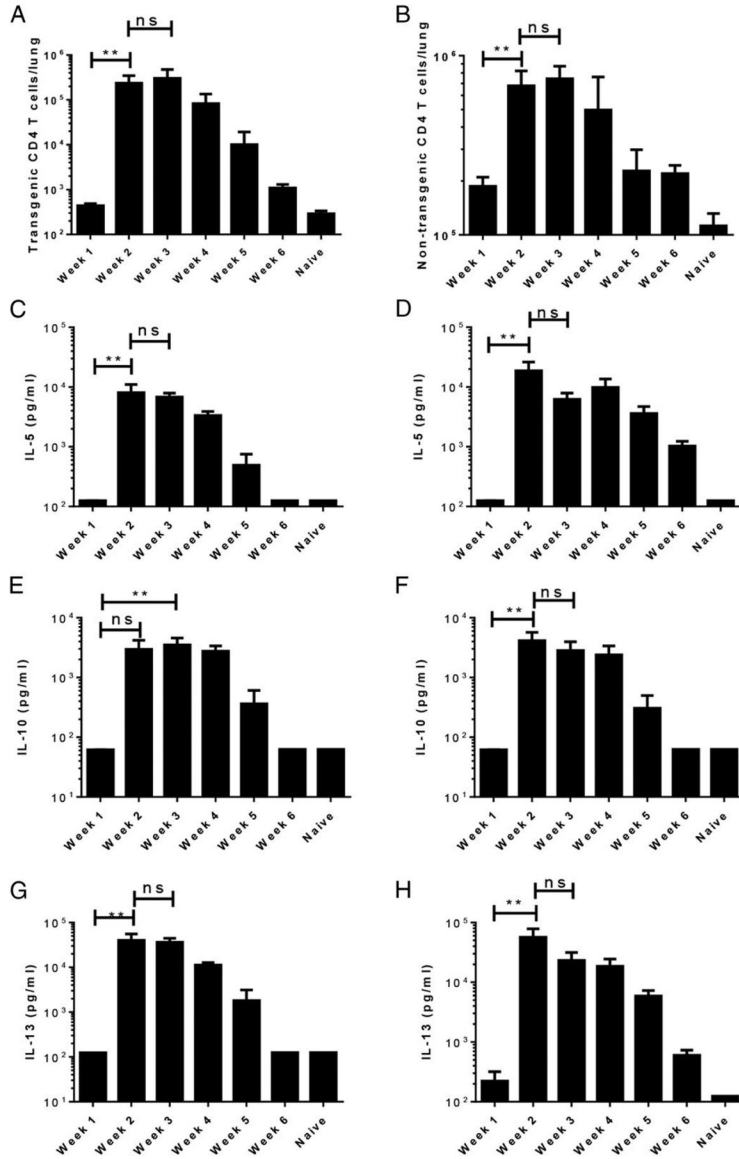 A
Transgenic CD4 T cells/lung
10⁶
10⁵
10⁴
10³
10²
**
ns
Week 1
Week 2
Week 3
Week 4
Week 5
Week 6
Naive
B
Non-transgenic CD4 T cells/lung
10⁶
10⁵
**
ns
Week 1
Week 2
Week 3
Week 4
Week 5
Week 6
Naive
C
IL-5 (pg/ml)
10⁵
10⁴
10³
10²
**
ns
Week 1
Week 2
Week 3
Week 4
Week 5
Week 6
Naive
D
IL-5 (pg/ml)
10⁵
10⁴
10³
10²
**
ns
Week 1
Week 2
Week 3
Week 4
Week 5
Week 6
Naive
E
IL-10 (pg/ml)
10⁴
10³
10²
10¹
**
ns
Week 1
Week 2
Week 3
Week 4
Week 5
Week 6
Naive
F
IL-10 (pg/ml)
10⁴
10³
10²
10¹
**
ns
Week 1
Week 2
Week 3
Week 4
Week 5
Week 6
Naive
G
IL-13 (pg/ml)
10⁵
10⁴
10³
10²
10¹
**
ns
Week 1
Week 2
Week 3
Week 4
Week 5
Week 6
Naive
H
IL-13 (pg/ml)
10⁵
10⁴
10³
10²
**
ns
Week 1
Week 2
Week 3
Week 4
Week 5
Week 6
Naive